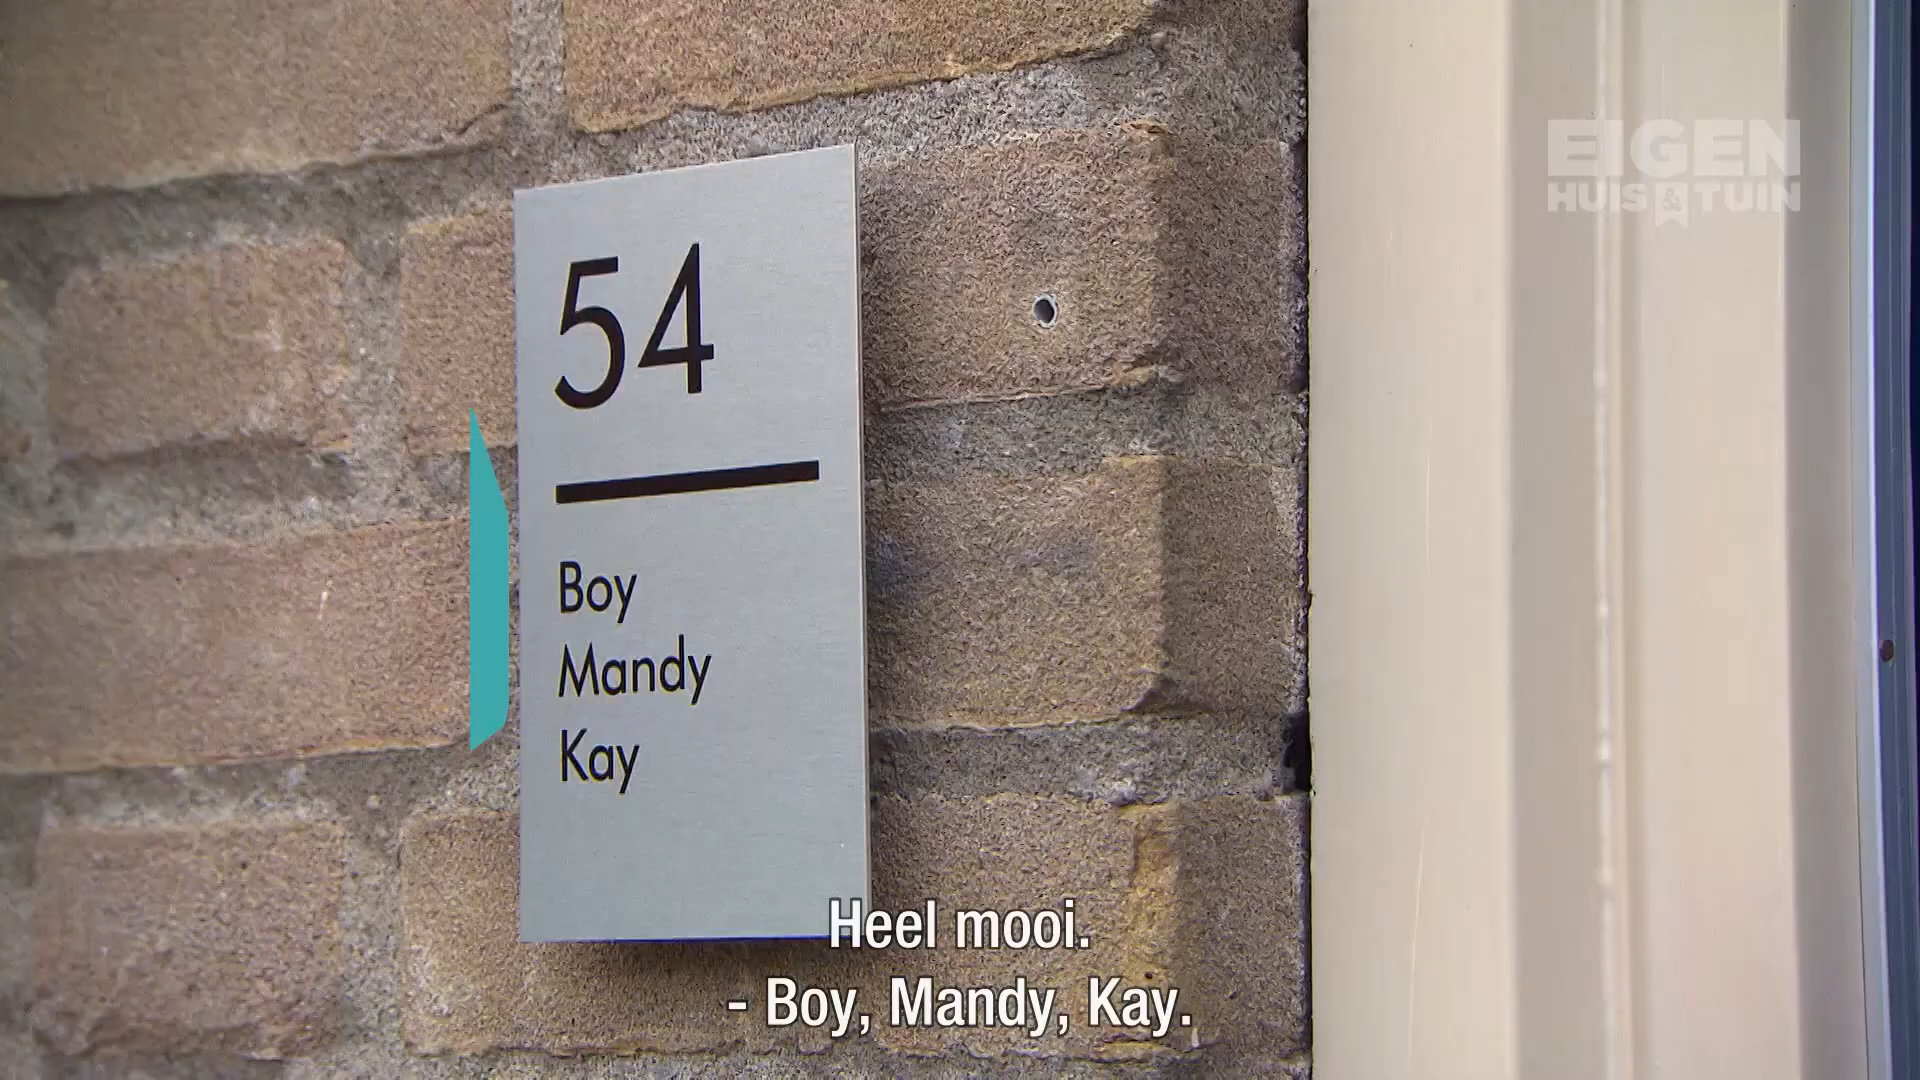 EIGEN
HUIS & TUIN
54
Boy
Mandy
Kay
Heel mooi.
- Boy, Mandy, Kay.